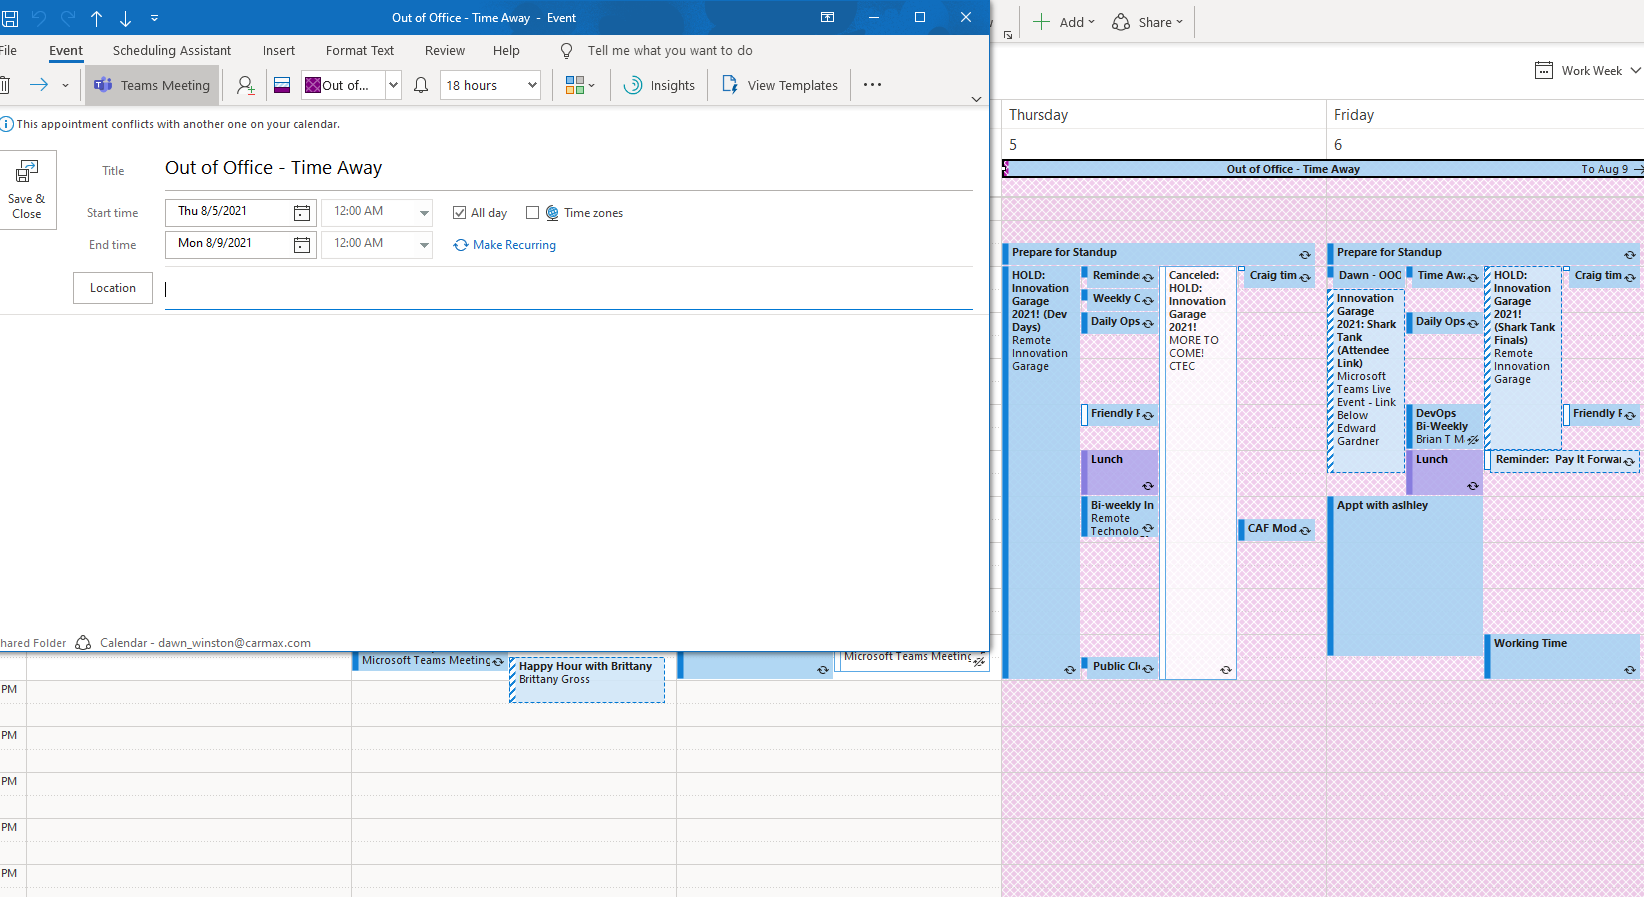 Out of Office - Time Away - Event
File
Event
Scheduling Assistant
Insert
Format Text
Review
Help
Tell me what you want to do
Teams Meeting
Out of...
18 hours
Insights
View Templates
This appointment conflicts with another one on your calendar.
Save &
Close
Title
Out of Office - Time Away
Start time
Thu 8/5/2021
12:00 AM
All day
Time zones
End time
Mon 8/9/2021
12:00 AM
Make Recurring
Location
hared Folder
Calendar - dawn_winston@carmax.com
Add
Share
Work Week
Thursday
Friday
5
6
Out of Office - Time Away
To Aug 9
Prepare for Standup
HOLD:
Innovation
Garage
2021! (Dev
Days)
Remote
Innovation
Garage
Reminde
Weekly C
Daily Ops
Friendly F
Lunch
Bi-weekly In
Remote
Technolo
Public Cl
Canceled:
HOLD:
Innovation
Garage
2021!
MORE TO
COME!
CTEC
Craig tim
CAF Mod
Prepare for Standup
Dawn - OOO
Innovation
Garage
2021: Shark
Tank
(Attendee
Link)
Microsoft
Teams Live
Event - Link
Below
Edward
Gardner
Time Awa
Daily Ops
DevOps
Bi-Weekly
Brian T M
Lunch
HOLD:
Innovation
Garage
2021!
(Shark Tank
Finals)
Remote
Innovation
Garage
Craig tim
Friendly F
Reminder: Pay It Forwa
Appt with aslhley
Working Time
Microsoft Teams Meeting
Happy Hour with Brittany
Brittany Gross
Microsoft Teams Meeting
PM
PM
PM
PM
PM